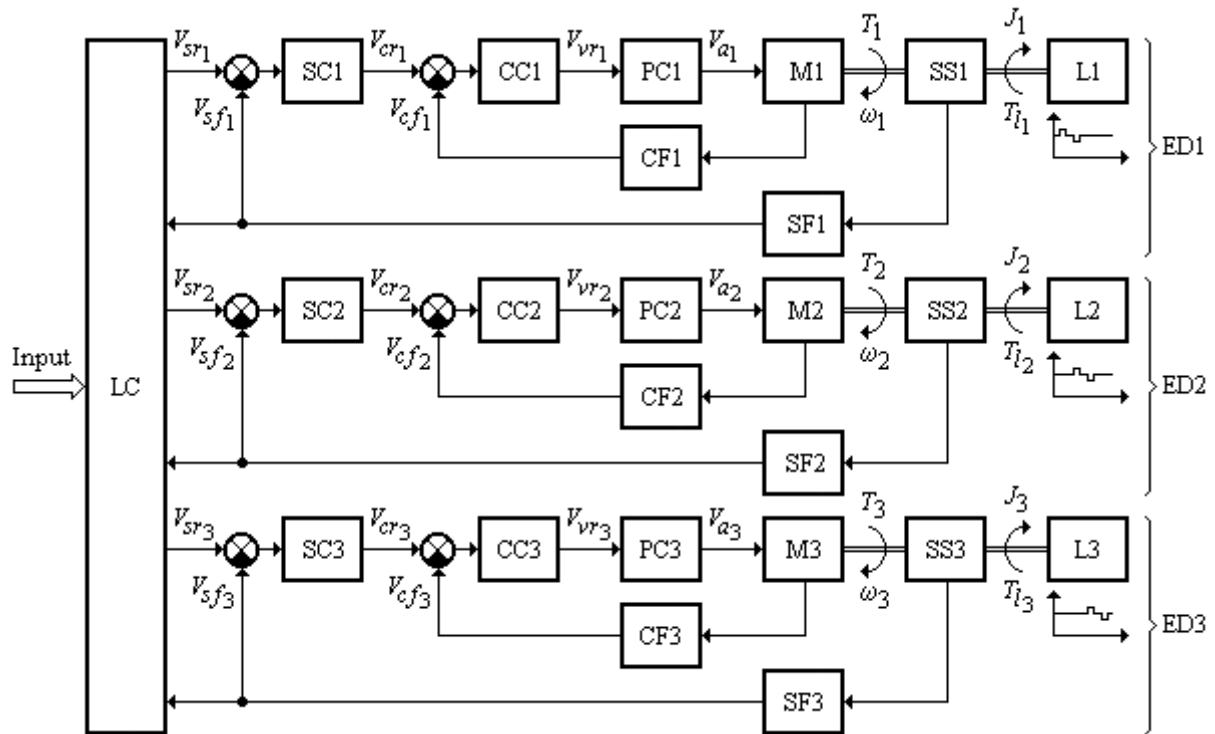 V_sr1 V_cr1 V_vr1 V_a1 T_1 J_1
SC1 CC1 PC1 M1 SS1 L1
V_sf1 V_cf1 ω_1 T_l1
CF1 ED1
SF1
V_sr2 V_cr2 V_vr2 V_a2 T_2 J_2
SC2 CC2 PC2 M2 SS2 L2
V_sf2 V_cf2 ω_2 T_l2
Input LC CF2 ED2
SF2
V_sr3 V_cr3 V_vr3 V_a3 T_3 J_3
SC3 CC3 PC3 M3 SS3 L3
V_sf3 V_cf3 ω_3 T_l3
CF3 ED3
SF3